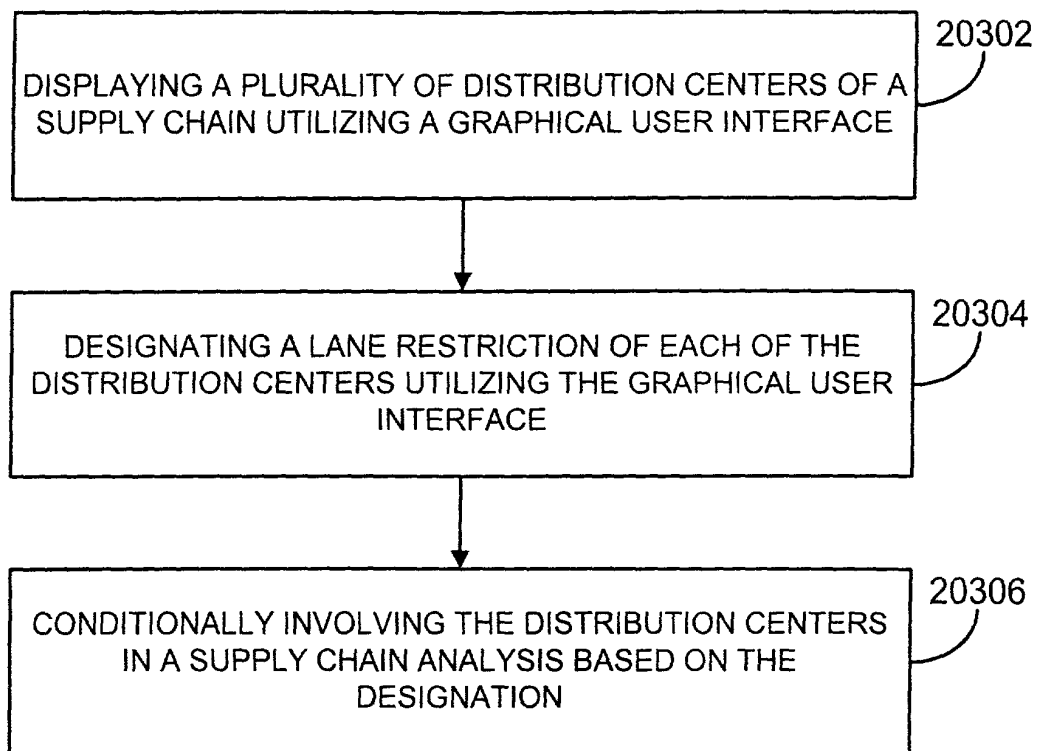 20302
DISPLAYING A PLURALITY OF DISTRIBUTION CENTERS OF A
SUPPLY CHAIN UTILIZING A GRAPHICAL USER INTERFACE
20304
DESIGNATING A LANE RESTRICTION OF EACH OF THE
DISTRIBUTION CENTERS UTILIZING THE GRAPHICAL USER
INTERFACE
20306
CONDITIONALLY INVOLVING THE DISTRIBUTION CENTERS
IN A SUPPLY CHAIN ANALYSIS BASED ON THE
DESIGNATION